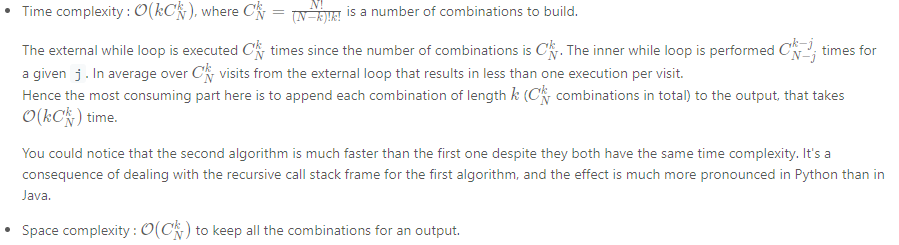 • Time complexity : O(kC_N^k), where C_N^k = N!/((N−k)!k!) is a number of combinations to build.
The external while loop is executed C_N^k times since the number of combinations is C_N^k. The inner while loop is performed C_{N−j}^{k−j} times for
a given j. In average over C_N^k visits from the external loop that results in less than one execution per visit.
Hence the most consuming part here is to append each combination of length k (C_N^k combinations in total) to the output, that takes
O(kC_N^k) time.
You could notice that the second algorithm is much faster than the first one despite they both have the same time complexity. It's a
consequence of dealing with the recursive call stack frame for the first algorithm, and the effect is much more pronounced in Python than in
Java.
• Space complexity : O(C_N^k) to keep all the combinations for an output.